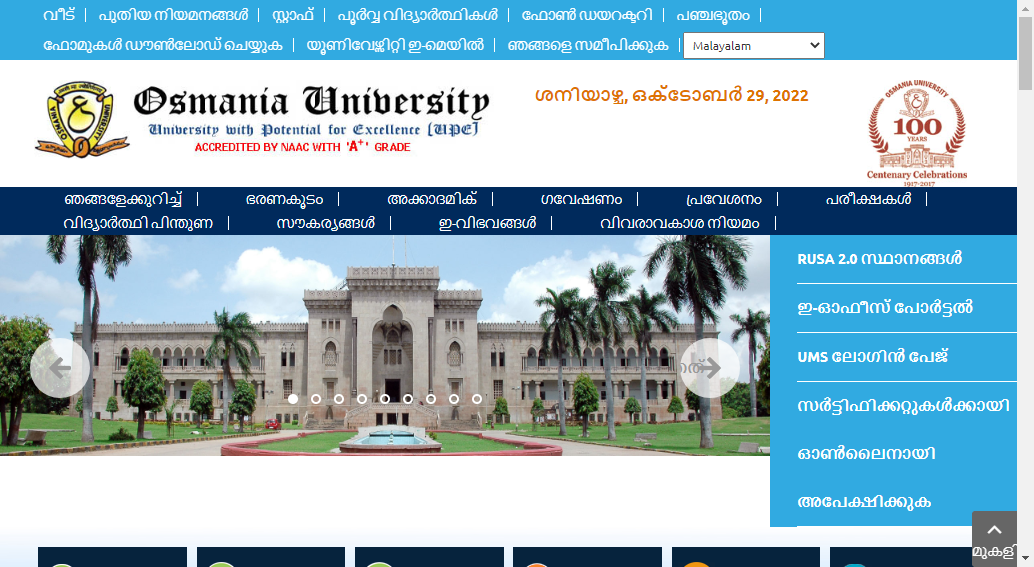 വീട് പുതിയ നിയമനങ്ങൾ സ്റ്റാഫ് പൂർവ്വ വിദ്യാർത്ഥികൾ ഫോൺ ഡയറക്ടറി പഞ്ചഭൂതം
ഫോമുകൾ ഡൗൺലോഡ് ചെയ്യുക യൂണിവേഴ്സിറ്റി ഇ-മെയിൽ ഞങ്ങളെ സമീപിക്കുക Malayalam
Osmania University
University with Potential for Excellence (UPE)
ACCREDITED BY NAAC WITH 'A+' GRADE
ശനിയാഴ്ച, ഒക്ടോബർ 29, 2022
OSMANIA UNIVERSITY
100
YEARS
Centenary Celebrations
1917-2017
ഞങ്ങളേക്കുറിച്ച് ഭരണകൂടം അക്കാദമിക് ഗവേഷണം പ്രവേശനം പരീക്ഷകൾ
വിദ്യാർത്ഥി പിന്തുണ സൗകര്യങ്ങൾ ഇ-വിഭവങ്ങൾ വിവരാവകാശ നിയമം
RUSA 2.0 സ്ഥാനങ്ങൾ
ഇ-ഓഫീസ് പോർട്ടൽ
UMS ലോഗിൻ പേജ്
സർട്ടിഫിക്കറ്റുകൾക്കായി
ഓൺലൈനായി
അപേക്ഷിക്കുക